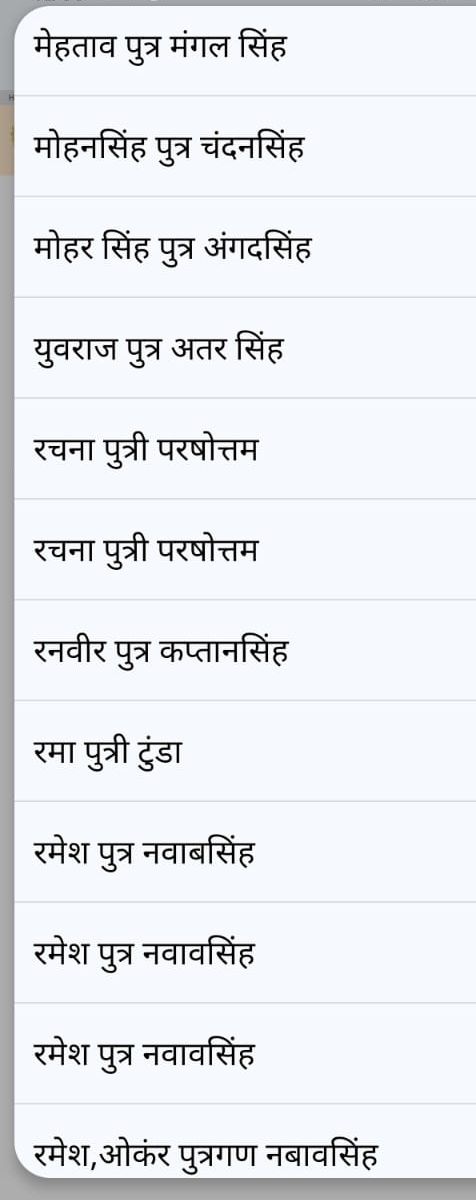 मेहताव पुत्र मंगल सिंह
मोहनसिंह पुत्र चंदनसिंह
मोहर सिंह पुत्र अंगदसिंह
युवराज पुत्र अतर सिंह
रचना पुत्री परषोत्तम
रचना पुत्री परषोत्तम
रनवीर पुत्र कप्तानसिंह
रमा पुत्री टुंडा
रमेश पुत्र नवाबसिंह
रमेश पुत्र नवावसिंह
रमेश पुत्र नवावसिंह
रमेश,ओकंर पुत्रगण नबावसिंह